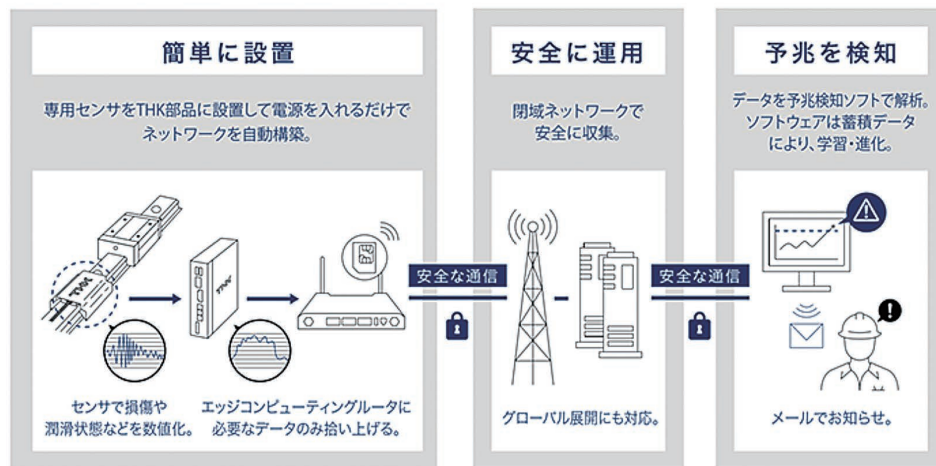 簡単に設置
専用センサをTHK部品に設置して電源を入れるだけで
ネットワークを自動構築。
THK
THK
センサで損傷や
潤滑状態などを数値化。
エッジコンピューティングルータに
必要なデータのみ拾い上げる。
安全な通信
安全に運用
閉域ネットワークで
安全に収集。
グローバル展開にも対応。
安全な通信
予兆を検知
データを予兆検知ソフトで解析。
ソフトウェアは蓄積データ
により、学習・進化。
メールでお知らせ。